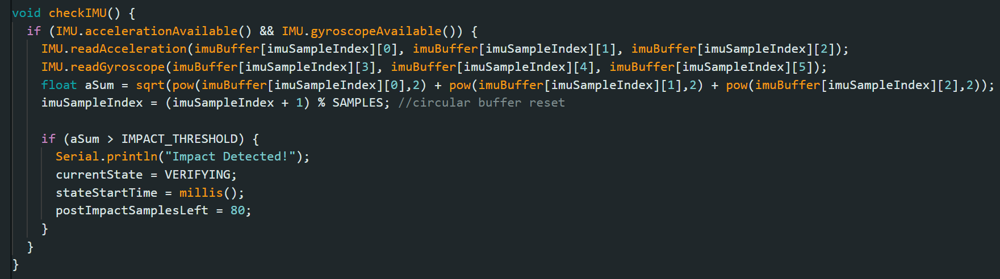 void checkIMU() {
  if (IMU.accelerationAvailable() && IMU.gyroscopeAvailable()) {
    IMU.readAcceleration(imuBuffer[imuSampleIndex][0], imuBuffer[imuSampleIndex][1], imuBuffer[imuSampleIndex][2]);
    IMU.readGyroscope(imuBuffer[imuSampleIndex][3], imuBuffer[imuSampleIndex][4], imuBuffer[imuSampleIndex][5]);
    float aSum = sqrt(pow(imuBuffer[imuSampleIndex][0],2) + pow(imuBuffer[imuSampleIndex][1],2) + pow(imuBuffer[imuSampleIndex][2],2));
    imuSampleIndex = (imuSampleIndex + 1) % SAMPLES; //circular buffer reset

    if (aSum > IMPACT_THRESHOLD) {
      Serial.println("Impact Detected!");
      currentState = VERIFYING;
      stateStartTime = millis();
      postImpactSamplesLeft = 80;
    }
  }
}